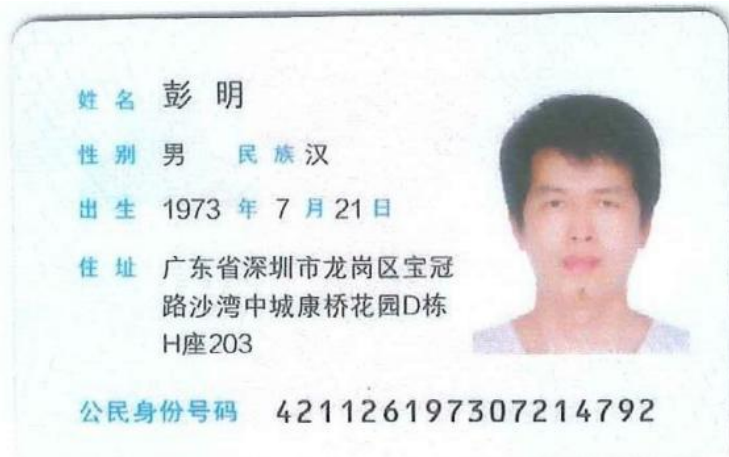 姓名 彭明
性别 男 民族 汉
出生 1973 年 7 月 21 日
住址 广东省深圳市龙岗区宝冠
路沙湾中城康桥花园D栋
H座203
公民身份号码 421126197307214792